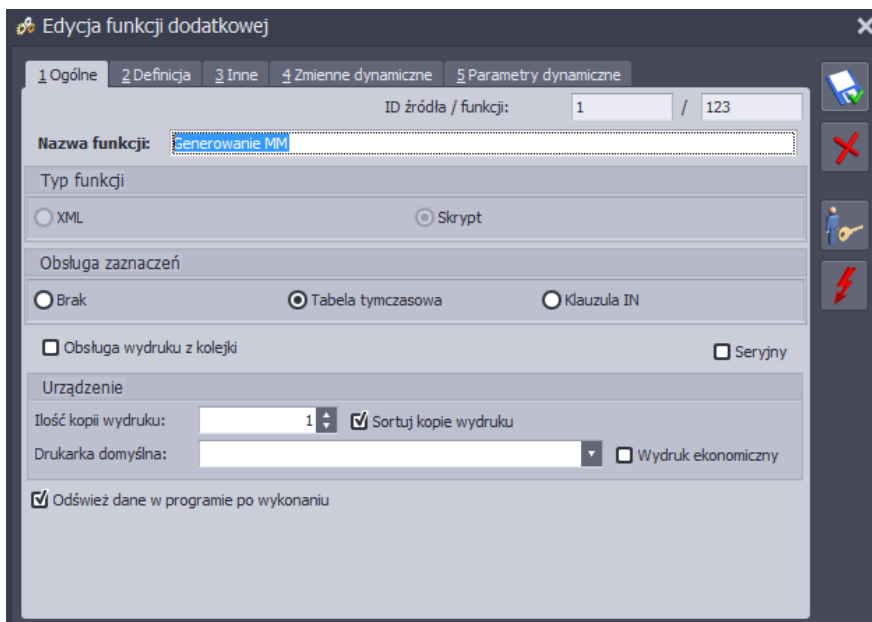 Edycja funkcji dodatkowej
1 Ogólne 2 Definicja 3 Inne 4 Zmienne dynamiczne 5 Parametry dynamiczne
ID źródła / funkcji: 1 / 123
Nazwa funkcji: Generowanie MM
Typ funkcji
XML Skrypt
Obsługa zaznaczeń
Brak Tabela tymczasowa Klauzula IN
Obsługa wydruku z kolejki Seryjny
Urządzenie
Ilość kopii wydruku: 1 Sortuj kopie wydruku
Drukarka domyślna: Wydruk ekonomiczny
Odśwież dane w programie po wykonaniu